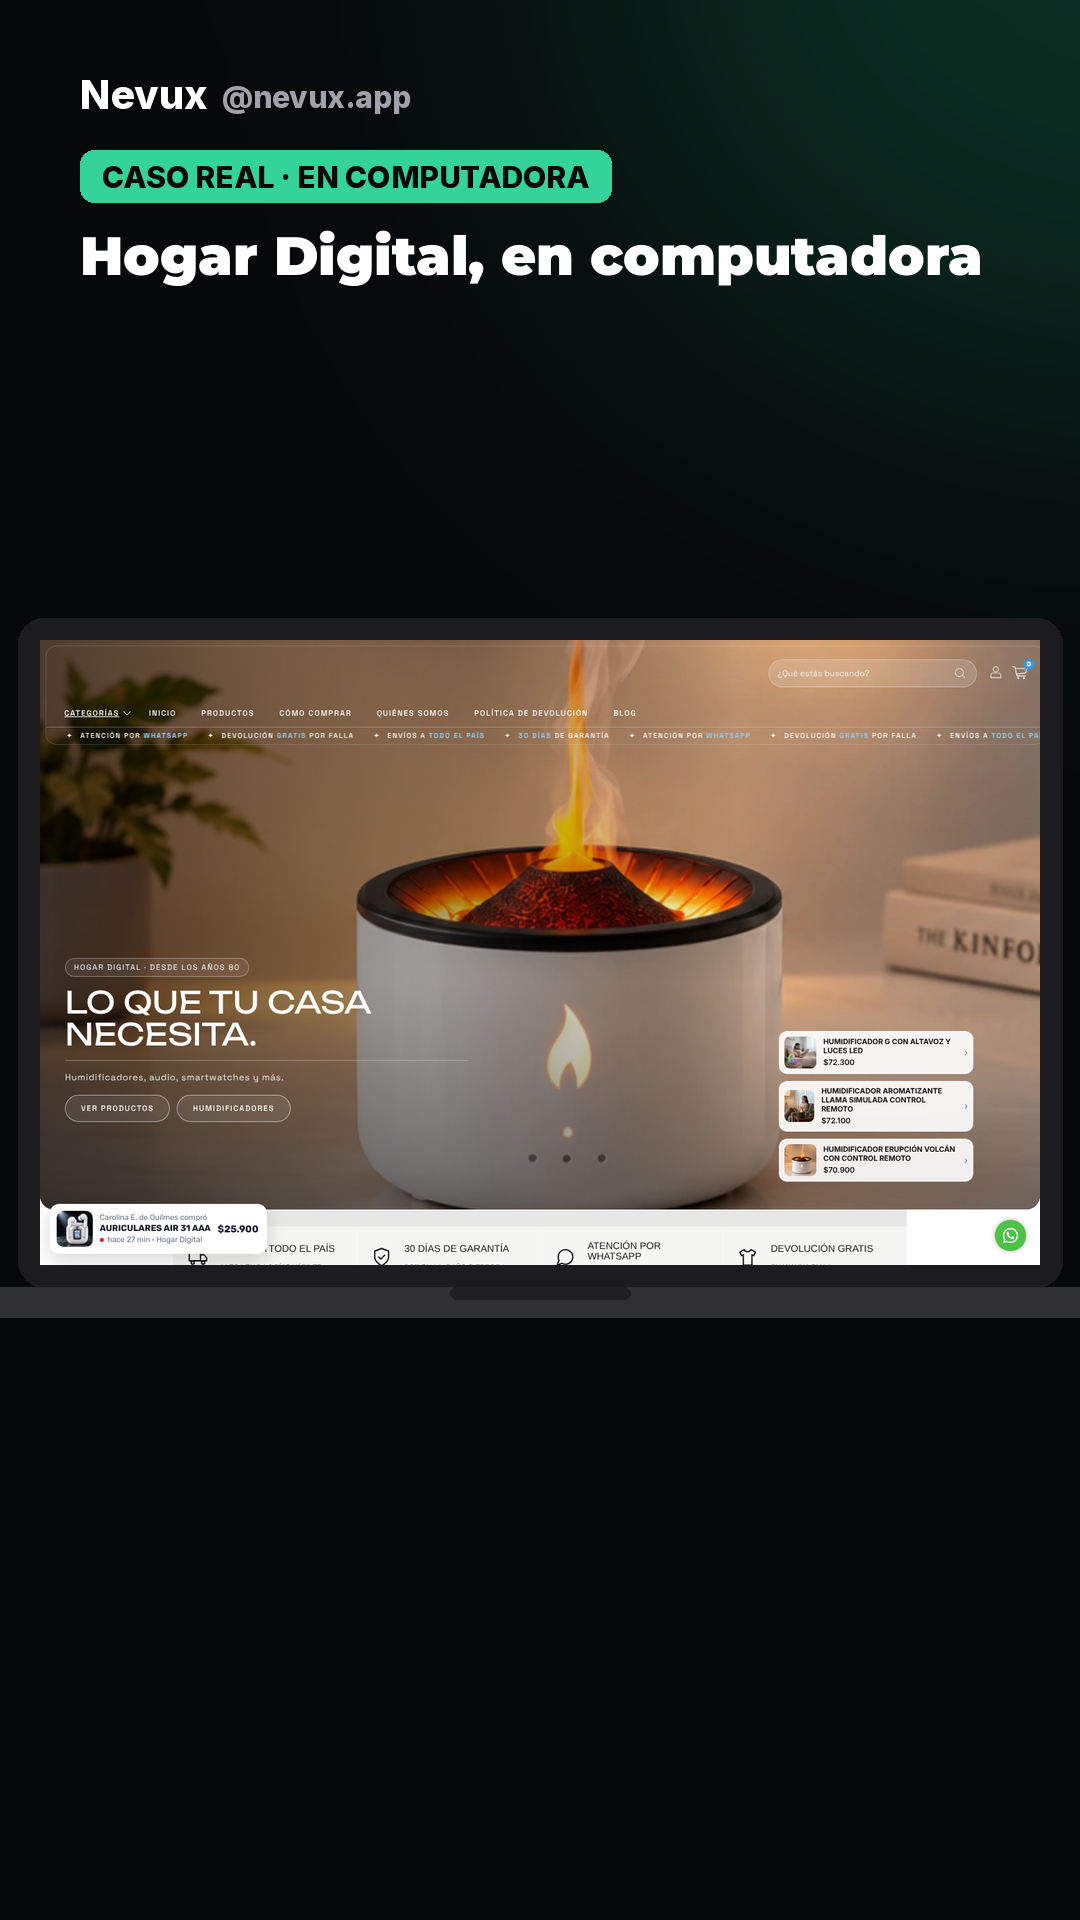 Nevux @nevux.app
CASO REAL · EN COMPUTADORA
Hogar Digital, en computadora
¿Qué estás buscando?
0
CATEGORÍAS INICIO PRODUCTOS CÓMO COMPRAR QUIÉNES SOMOS POLÍTICA DE DEVOLUCIÓN BLOG
✦ ATENCIÓN POR WHATSAPP ✦ DEVOLUCIÓN GRATIS POR FALLA ✦ ENVÍOS A TODO EL PAÍS ✦ 30 DÍAS DE GARANTÍA ✦ ATENCIÓN POR WHATSAPP ✦ DEVOLUCIÓN GRATIS POR FALLA ✦ ENVÍOS A TODO EL PA
THE KINFO
HOGAR DIGITAL · DESDE LOS AÑOS 80
LO QUE TU CASA
NECESITA.
Humidificadores, audio, smartwatches y más.
VER PRODUCTOS HUMIDIFICADORES
HUMIDIFICADOR G CON ALTAVOZ Y
LUCES LED
$72.300
HUMIDIFICADOR AROMATIZANTE
LLAMA SIMULADA CONTROL
REMOTO
$72.100
HUMIDIFICADOR ERUPCIÓN VOLCÁN
CON CONTROL REMOTO
$70.900
Carolina E. de Quilmes compró
AURICULARES AIR 31 AAA $25.900
hace 27 min • Hogar Digital
TODO EL PAÍS
30 DÍAS DE GARANTÍA
ATENCIÓN POR
WHATSAPP
DEVOLUCIÓN GRATIS